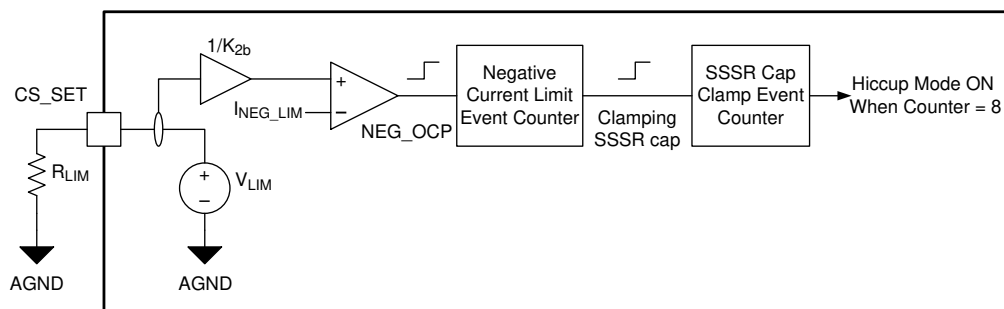 1/K2b
CS_SET
+
INEG_LIM
−
NEG_OCP
Negative
Current Limit
Event Counter
Clamping
SSSR cap
SSSR Cap
Clamp Event
Counter
Hiccup Mode ON
When Counter = 8
RLIM
+
−
VLIM
AGND
AGND